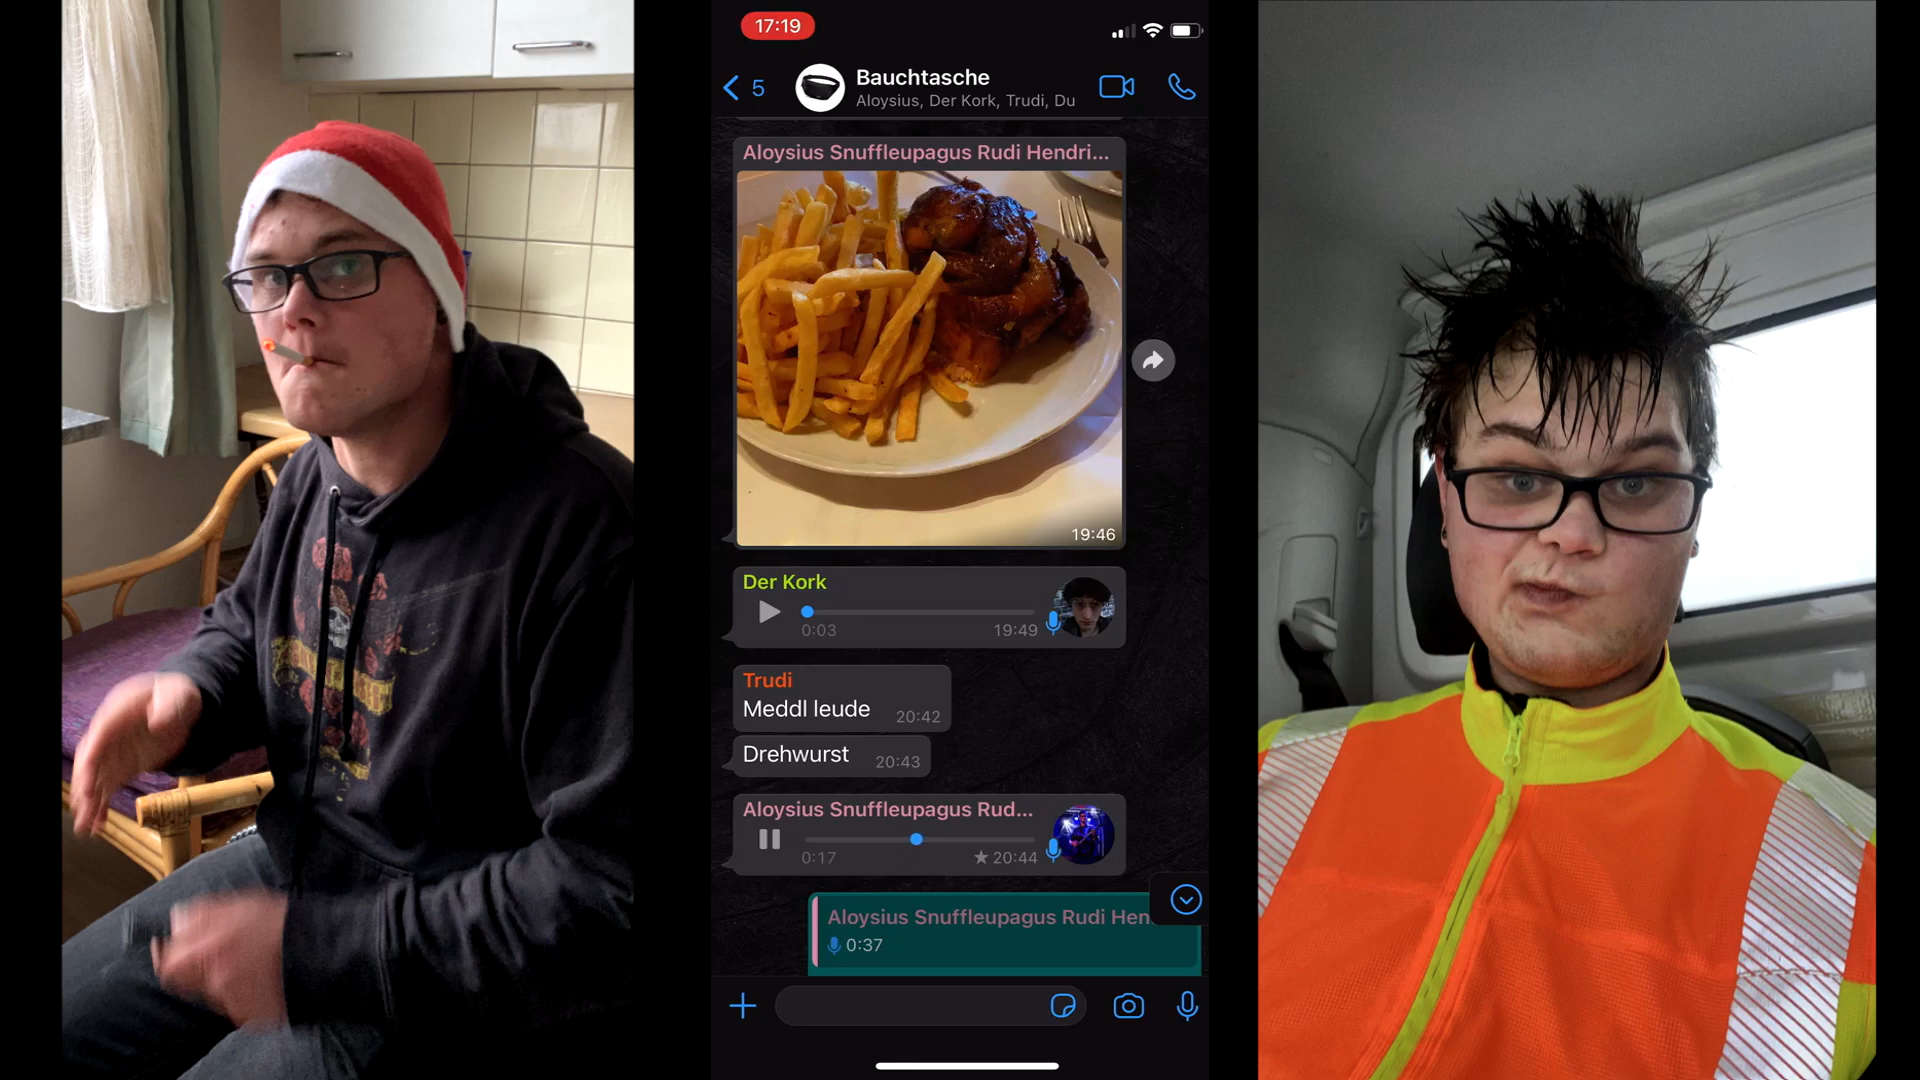 17:19
5
Bauchtasche
Aloysius, Der Kork, Trudi, Du
Aloysius Snuffleupagus Rudi Hendri...
19:46
Der Kork
0:03
19:49
Trudi
Meddl leude
20:42
Drehwurst
20:43
Aloysius Snuffleupagus Rud...
0:17
20:44
Aloysius Snuffleupagus Rudi Hen
0:37